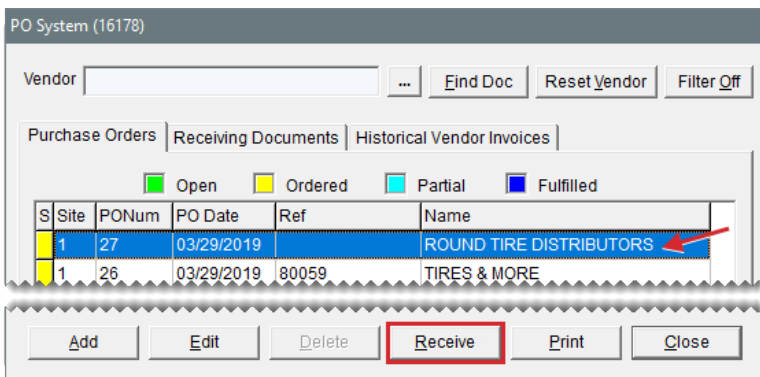 PO System (16178)
Vendor ... Find Doc Reset Vendor Filter Off
Purchase Orders Receiving Documents Historical Vendor Invoices
Open Ordered Partial Fulfilled
S Site PONum PO Date Ref Name
1 27 03/29/2019 ROUND TIRE DISTRIBUTORS
1 26 03/29/2019 80059 TIRES & MORE
Add Edit Delete Receive Print Close